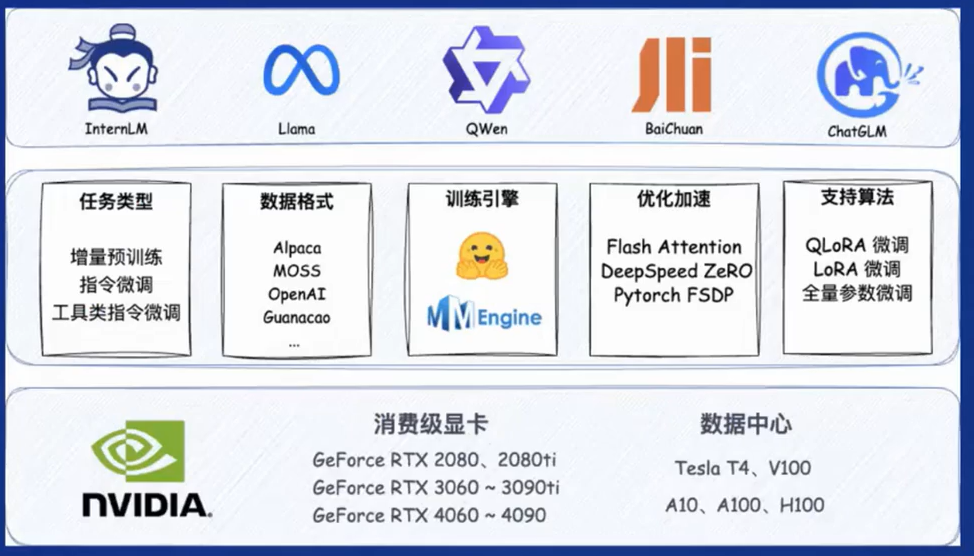 InternLM
Llama
QWen
BaiChuan
ChatGLM
任务类型
增量预训练
指令微调
工具类指令微调
数据格式
Alpaca
MOSS
OpenAI
Guanacao
...
训练引擎
MMEngine
优化加速
Flash Attention
DeepSpeed ZeRO
Pytorch FSDP
支持算法
QLoRA 微调
LoRA 微调
全量参数微调
NVIDIA.
消费级显卡
GeForce RTX 2080、2080ti
GeForce RTX 3060 ~ 3090ti
GeForce RTX 4060 ~ 4090
数据中心
Tesla T4、V100
A10、A100、H100